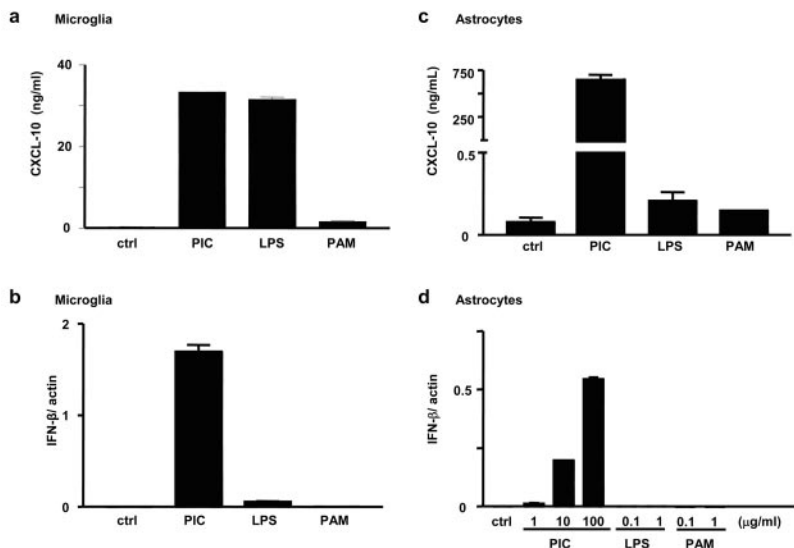 a Microglia
CXCL-10 (ng/ml)
40
20
0
ctrl PIC LPS PAM
b Microglia
IFN-β/ actin
2
1
0
ctrl PIC LPS PAM
c Astrocytes
CXCL-10 (ng/mL)
750
250
0.5
0
ctrl PIC LPS PAM
d Astrocytes
IFN-β/ actin
0.5
0
ctrl 1 10 100 0.1 1 0.1 1 (μg/ml)
PIC LPS PAM